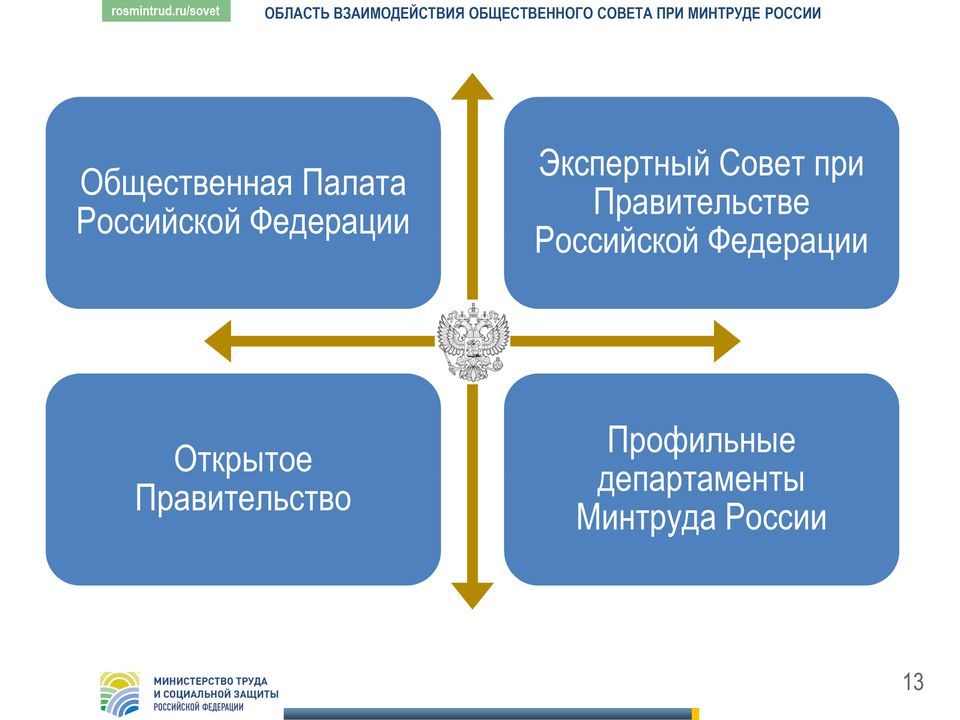 rosmintrud.ru/sovet
ОБЛАСТЬ ВЗАИМОДЕЙСТВИЯ ОБЩЕСТВЕННОГО СОВЕТА ПРИ МИНТРУДЕ РОССИИ
Общественная Палата
Российской Федерации
Экспертный Совет при
Правительстве
Российской Федерации
Открытое
Правительство
Профильные
департаменты
Минтруда России
МИНИСТЕРСТВО ТРУДА
И СОЦИАЛЬНОЙ ЗАЩИТЫ
РОССИЙСКОЙ ФЕДЕРАЦИИ
13